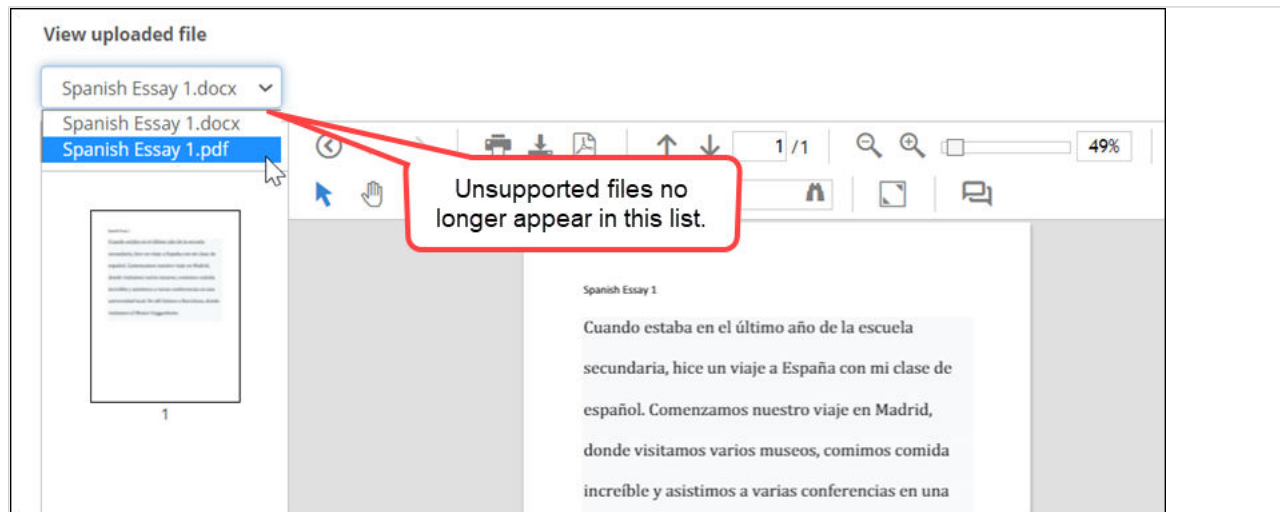 View uploaded file
Spanish Essay 1.docx
Spanish Essay 1.docx
Spanish Essay 1.pdf
1 /1
49%
Unsupported files no
longer appear in this list.
1
Spanish Essay 1
Cuando estaba en el último año de la escuela
secundaria, hice un viaje a España con mi clase de
español. Comenzamos nuestro viaje en Madrid,
donde visitamos varios museos, comimos comida
increíble y asistimos a varias conferencias en una